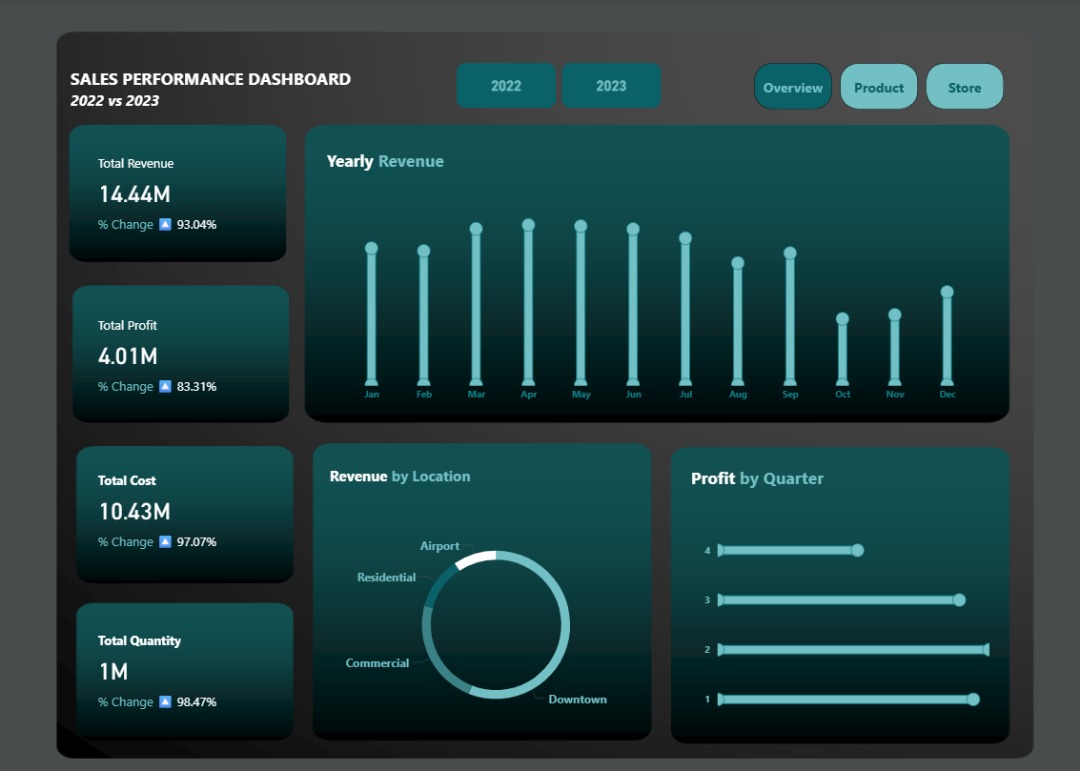 SALES PERFORMANCE DASHBOARD
2022 vs 2023
2022
2023
Overview
Product
Store
Total Revenue
14.44M
% Change 🔼 93.04%
Total Profit
4.01M
% Change 🔼 83.31%
Total Cost
10.43M
% Change 🔼 97.07%
Total Quantity
1M
% Change 🔼 98.47%
Yearly Revenue
Jan Feb Mar Apr May Jun Jul Aug Sep Oct Nov Dec
Revenue by Location
Airport
Residential
Commercial
Downtown
Profit by Quarter
4
3
2
1